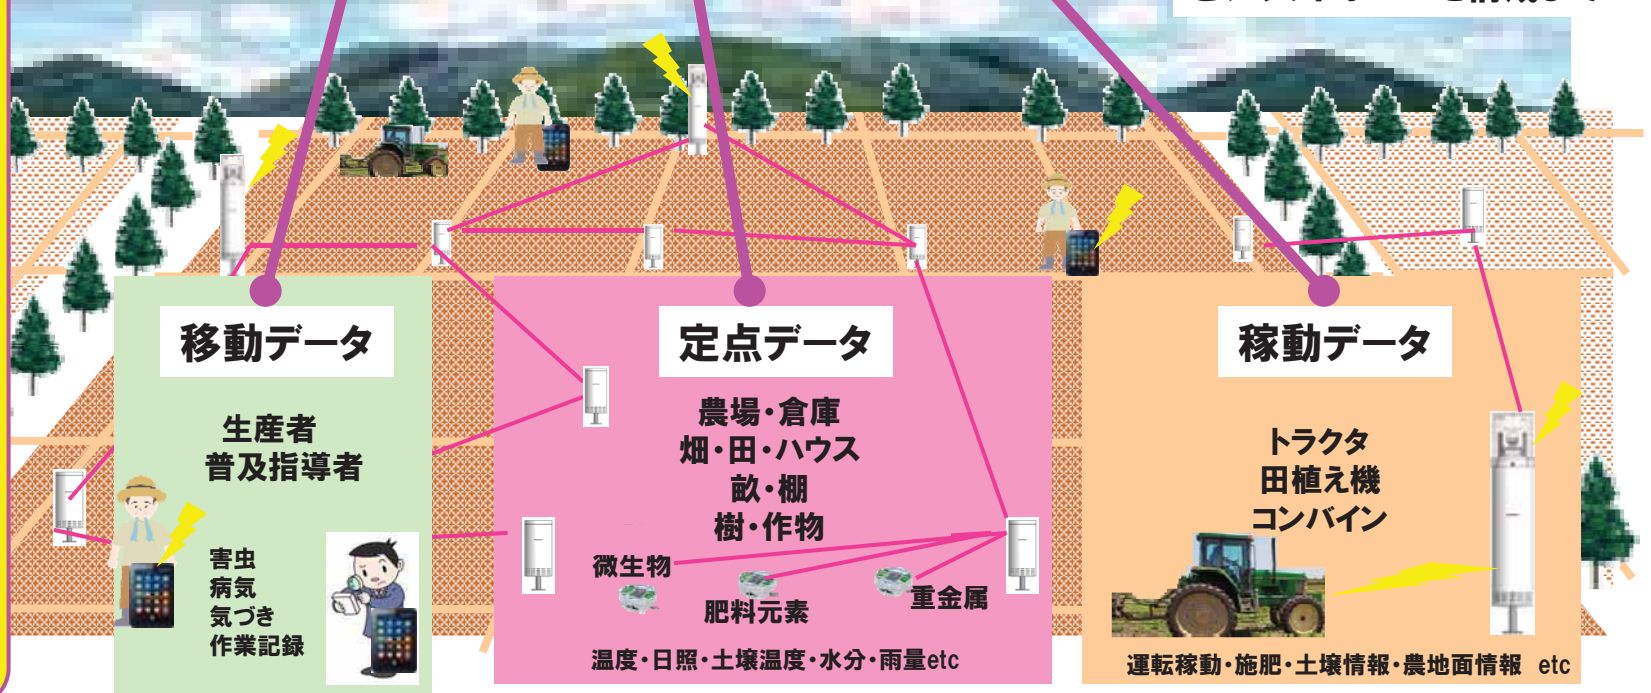 移動データ
生産者
普及指導者
害虫
病気
気づき
作業記録
定点データ
農場・倉庫
畑・田・ハウス
畝・棚
樹・作物
微生物
肥料元素
重金属
温度・日照・土壌温度・水分・雨量etc
稼動データ
トラクタ
田植え機
コンバイン
運転稼動・施肥・土壌情報・農地面情報 etc